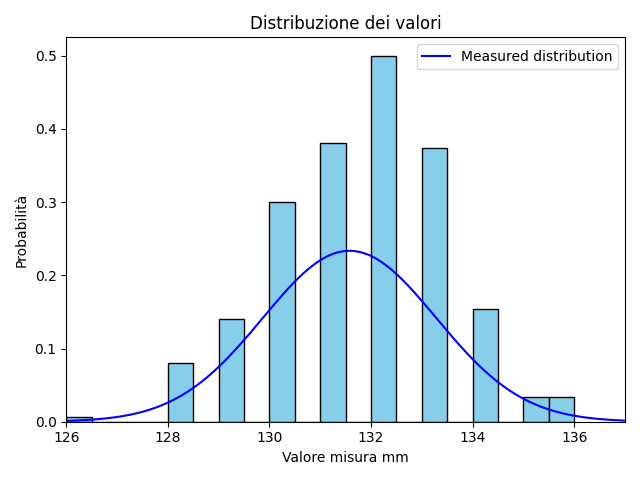 Distribuzione dei valori
Measured distribution
0.5
0.4
0.3
0.2
0.1
0.0
Probabilità
126 128 130 132 134 136
Valore misura mm